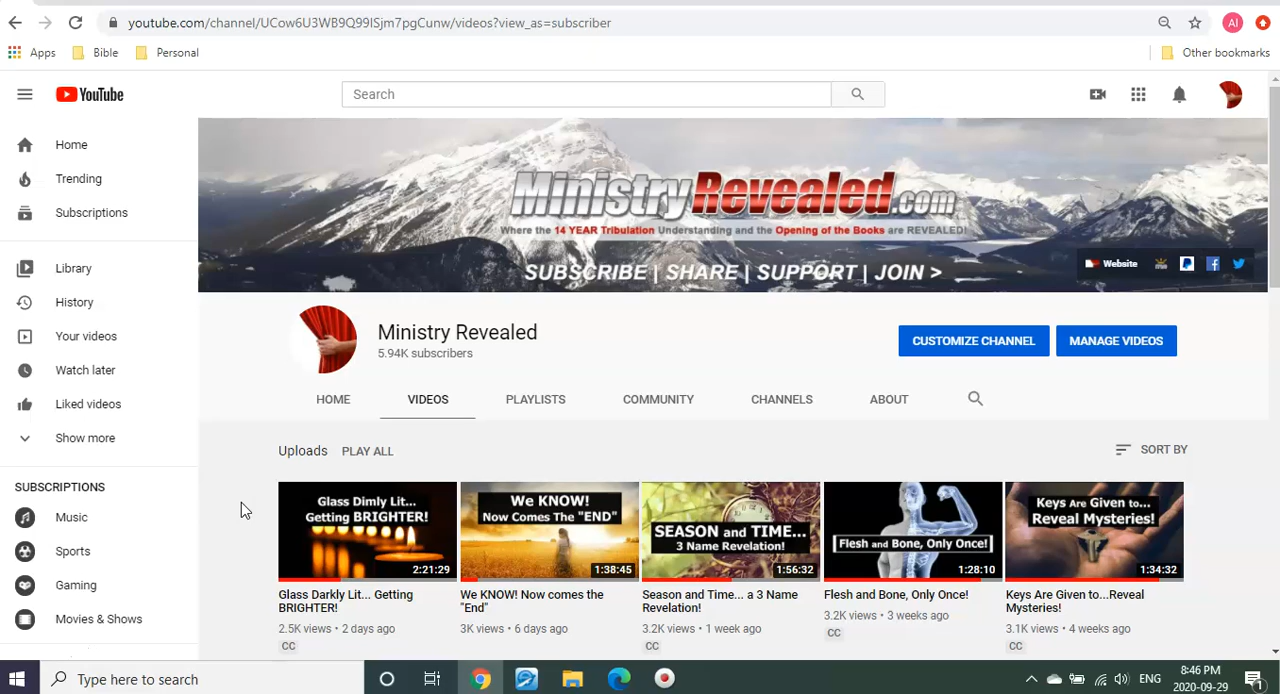 youtube.com/channel/UCow6U3WB9Q99ISjm7pgCunw/videos?view_as=subscriber
AI
Apps
Bible
Personal
Other bookmarks
YouTube
Search
Home
Trending
Subscriptions
Library
History
Your videos
Watch later
Liked videos
Show more
SUBSCRIPTIONS
Music
Sports
Gaming
Movies & Shows
MinistryRevealed.com
Where the 14 YEAR Tribulation Understanding and the Opening of the Books are REVEALED!
SUBSCRIBE | SHARE | SUPPORT | JOIN >
Website
Ministry Revealed
5.94K subscribers
CUSTOMIZE CHANNEL
MANAGE VIDEOS
HOME
VIDEOS
PLAYLISTS
COMMUNITY
CHANNELS
ABOUT
Uploads
PLAY ALL
SORT BY
Glass Dimly Lit...
Getting BRIGHTER!
2:21:29
Glass Darkly Lit... Getting
BRIGHTER!
2.5K views • 2 days ago
CC
We KNOW!
Now Comes The "END"
1:38:45
We KNOW! Now comes the
"End"
3K views • 6 days ago
SEASON and TIME...
3 Name Revelation!
1:56:32
Season and Time... a 3 Name
Revelation!
3.2K views • 1 week ago
CC
Flesh and Bone, Only Once!
1:28:10
Flesh and Bone, Only Once!
3.2K views • 3 weeks ago
CC
Keys Are Given to...
Reveal Mysteries!
1:34:32
Keys Are Given to...Reveal
Mysteries!
3.1K views • 4 weeks ago
CC
Type here to search
ENG
8:46 PM
2020-09-29
1